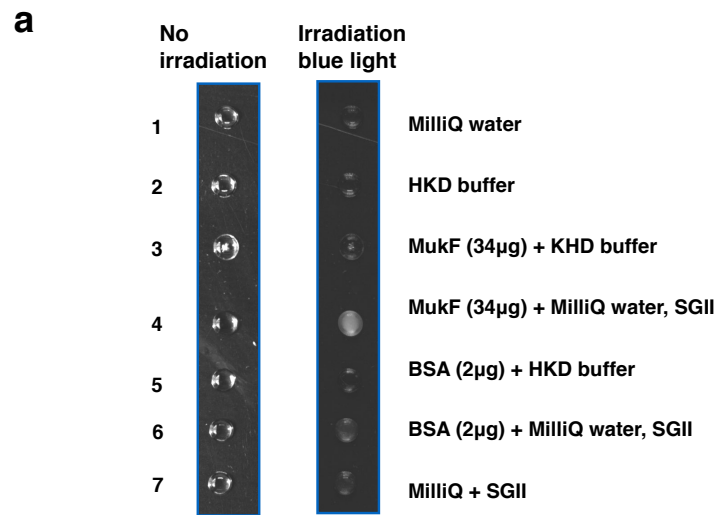 a
No
irradiation
Irradiation
blue light
1
MilliQ water
2
HKD buffer
3
MukF (34µg) + KHD buffer
4
MukF (34µg) + MilliQ water, SGII
5
BSA (2µg) + HKD buffer
6
BSA (2µg) + MilliQ water, SGII
7
MilliQ + SGII